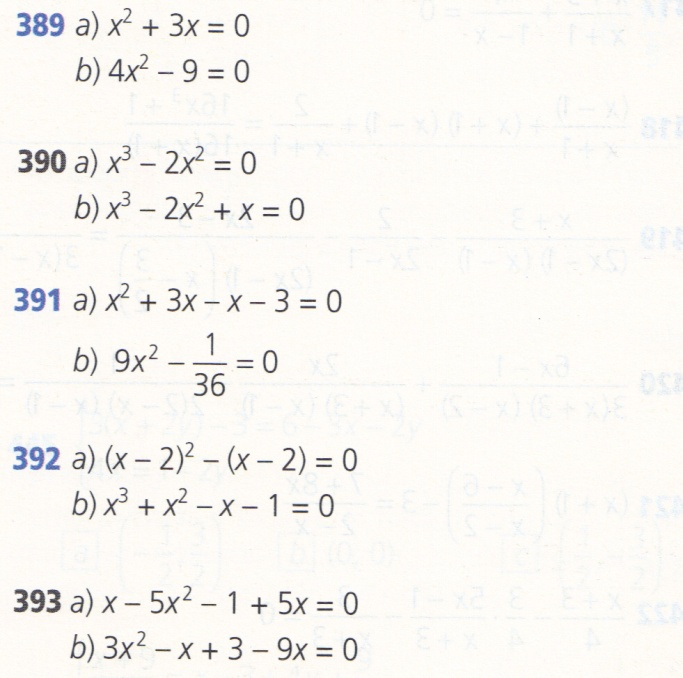 389 a) x² + 3x = 0
b) 4x² – 9 = 0
390 a) x³ – 2x² = 0
b) x³ – 2x² + x = 0
391 a) x² + 3x – x – 3 = 0
b) 9x² – 1/36 = 0
392 a) (x – 2)² – (x – 2) = 0
b) x³ + x² – x – 1 = 0
393 a) x – 5x² – 1 + 5x = 0
b) 3x² – x + 3 – 9x = 0